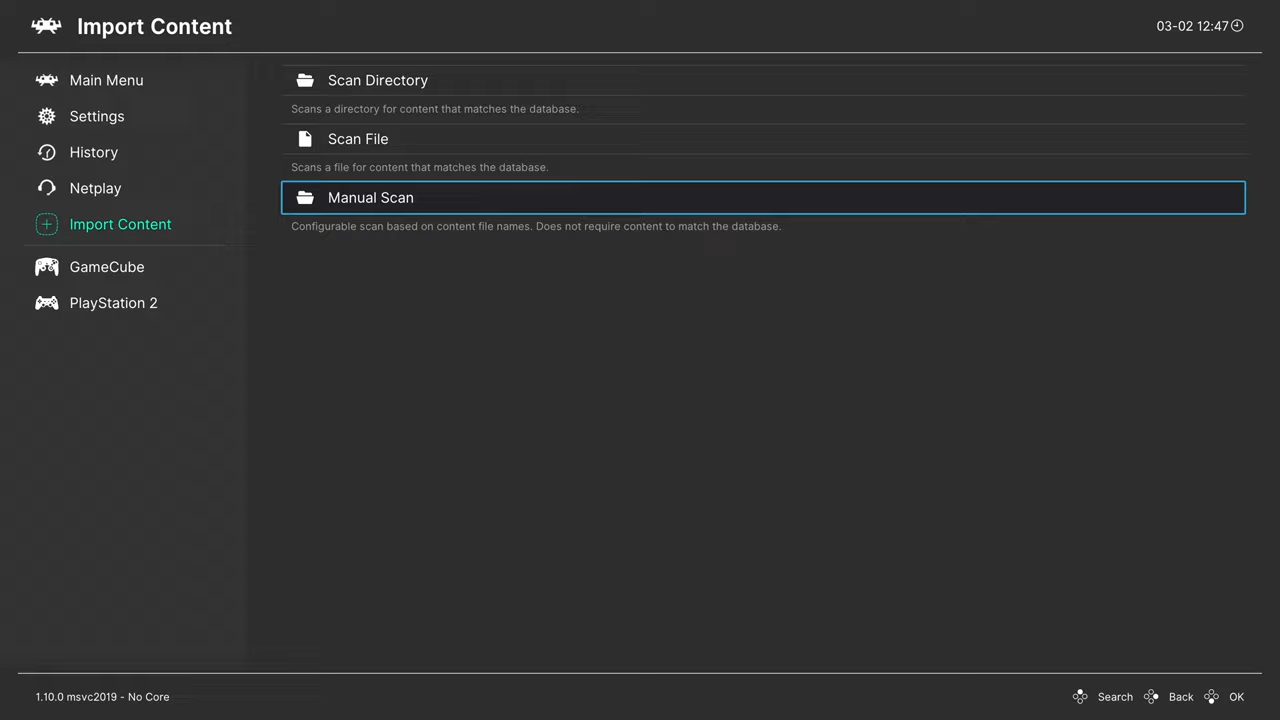 Import Content
03-02 12:47
Main Menu
Settings
History
Netplay
Import Content
GameCube
PlayStation 2
Scan Directory
Scans a directory for content that matches the database.
Scan File
Scans a file for content that matches the database.
Manual Scan
Configurable scan based on content file names. Does not require content to match the database.
1.10.0 msvc2019 - No Core
Search Back OK